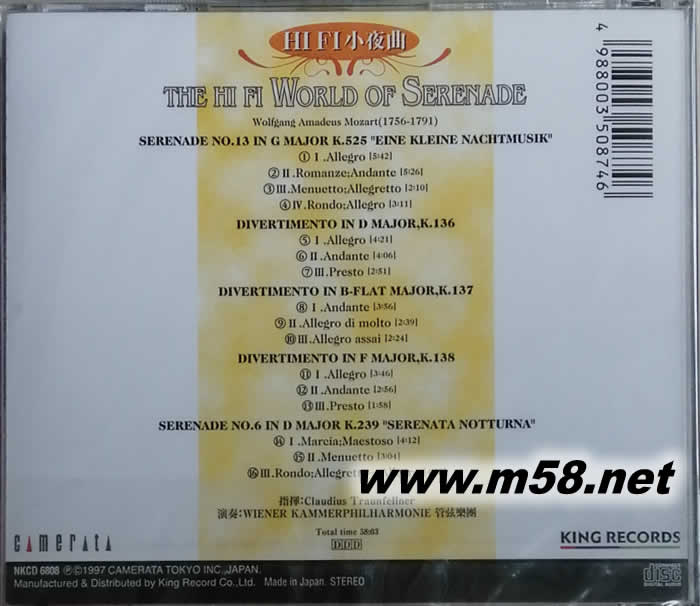 HI FI 小夜曲
THE HI FI WORLD OF SERENADE
Wolfgang Amadeus Mozart(1756-1791)
SERENADE NO.13 IN G MAJOR K.525 "EINE KLEINE NACHTMUSIK"
① I .Allegro [5:42]
② II.Romanze;Andante [5:26]
③ III.Menuetto;Allegretto [2:10]
④ IV.Rondo;Allegro [3:11]
DIVERTIMENTO IN D MAJOR,K.136
⑤ I .Allegro [4:21]
⑥ II.Andante [4:06]
⑦ III.Presto [2:51]
DIVERTIMENTO IN B-FLAT MAJOR,K.137
⑧ I .Andante [3:56]
⑨ II.Allegro di molto [2:39]
⑩ III.Allegro assai [2:24]
DIVERTIMENTO IN F MAJOR,K.138
⑪ I .Allegro [3:46]
⑫ II.Andante [2:56]
⑬ III.Presto [1:58]
SERENADE NO.6 IN D MAJOR K.239 "SERENATA NOTTURNA"
⑭ I .Marcia;Maestoso [4:12]
⑮ II.Menuetto [3:04]
⑯ III.Rondo;Allegret
www.m58.net
指揮:Claudius Traunfellner
演奏:WIENER KAMMERPHILHARMONIE 管弦樂團
Total time 58:03
DDD
camerata
KING RECORDS
NKCD 6808 ℗©1997 CAMERATA TOKYO INC.,JAPAN.
Manufactured & Distributed by King Record Co.,Ltd. Made in Japan. STEREO
COMPACT
disc
DIGITAL AUDIO
4 988003 508746